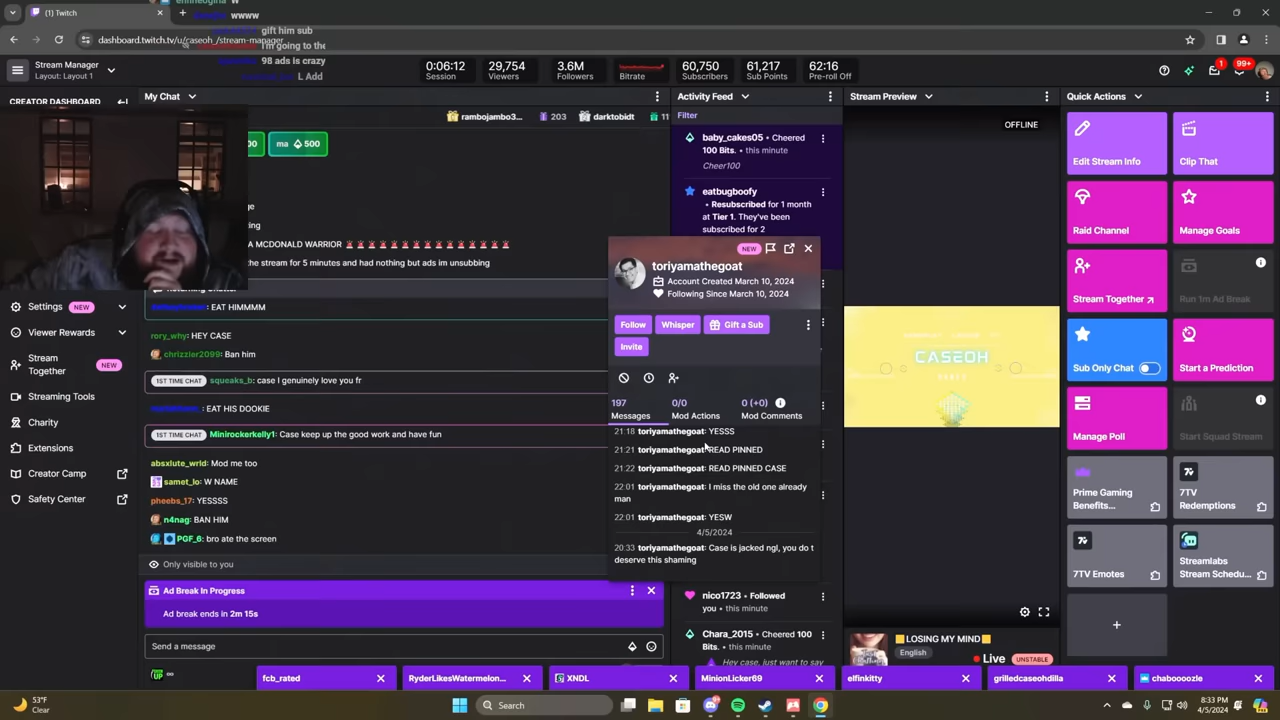 [1] Twitch
dashboard.twitch.tv/u/caseoh_/stream-manager
W
wwww
gift him sub
I'm going to the
98 ads is crazy
L Add
Stream Manager
Layout: Layout 1
0:06:12
Session
29,754
Viewers
3.6M
Followers
Bitrate
60,750
Subscribers
61,217
Sub Points
62:16
Pre-roll Off
1
99+
CREATOR DASHBOARD
Settings
NEW
Viewer Rewards
Stream
Together
NEW
Streaming Tools
Charity
Extensions
Creator Camp
Safety Center
My Chat
rambojambo3...
203
darktobidt
11
ma 500
A MCDONALD WARRIOR
the stream for 5 minutes and had nothing but ads im unsubbing
: EAT HIMMMM
rory_why: HEY CASE
chrizzler2099: Ban him
1ST TIME CHAT squeaks_b: case I genuinely love you fr
: EAT HIS DOOKIE
1ST TIME CHAT Minirockerkelly1: Case keep up the good work and have fun
absxlute_wrld: Mod me too
samet_lo: W NAME
pheebs_17: YESSSS
n4nag: BAN HIM
PGF_6: bro ate the screen
Only visible to you
Ad Break In Progress
Ad break ends in 2m 15s
Send a message
Activity Feed
Filter
baby_cakes05 • Cheered
100 Bits. • this minute
Cheer100
eatbugboofy
• Resubscribed for 1 month
at Tier 1. They've been
subscribed for 2
NEW
toriyamathegoat
Account Created March 10, 2024
Following Since March 10, 2024
Follow
Whisper
Gift a Sub
Invite
197
Messages
0/0
Mod Actions
0 (+0)
Mod Comments
21:18 toriyamathegoat: YESSS
21:21 toriyamathegoat: READ PINNED
21:22 toriyamathegoat: READ PINNED CASE
22:01 toriyamathegoat: I miss the old one already
man
22:01 toriyamathegoat: YESW
4/5/2024
20:33 toriyamathegoat: Case is jacked ngl, you do t
deserve this shaming
nico1723 • Followed
you • this minute
Chara_2015 • Cheered 100
Bits. • this minute
Hey case, just want to say
Stream Preview
OFFLINE
CASEOH
LOSING MY MIND
English
Live
UNSTABLE
Quick Actions
Edit Stream Info
Clip That
Raid Channel
Manage Goals
Stream Together
Run 1m Ad Break
Sub Only Chat
Start a Prediction
Manage Poll
Start Squad Stream
Prime Gaming
Benefits...
7TV
Redemptions
7TV Emotes
Streamlabs
Stream Schedu...
fcb_rated
RyderLikesWatermelon...
XNDL
MinionLicker69
elfinkitty
grilledcaseohdilla
chaboooozle
53°F
Clear
Search
8:33 PM
4/5/2024